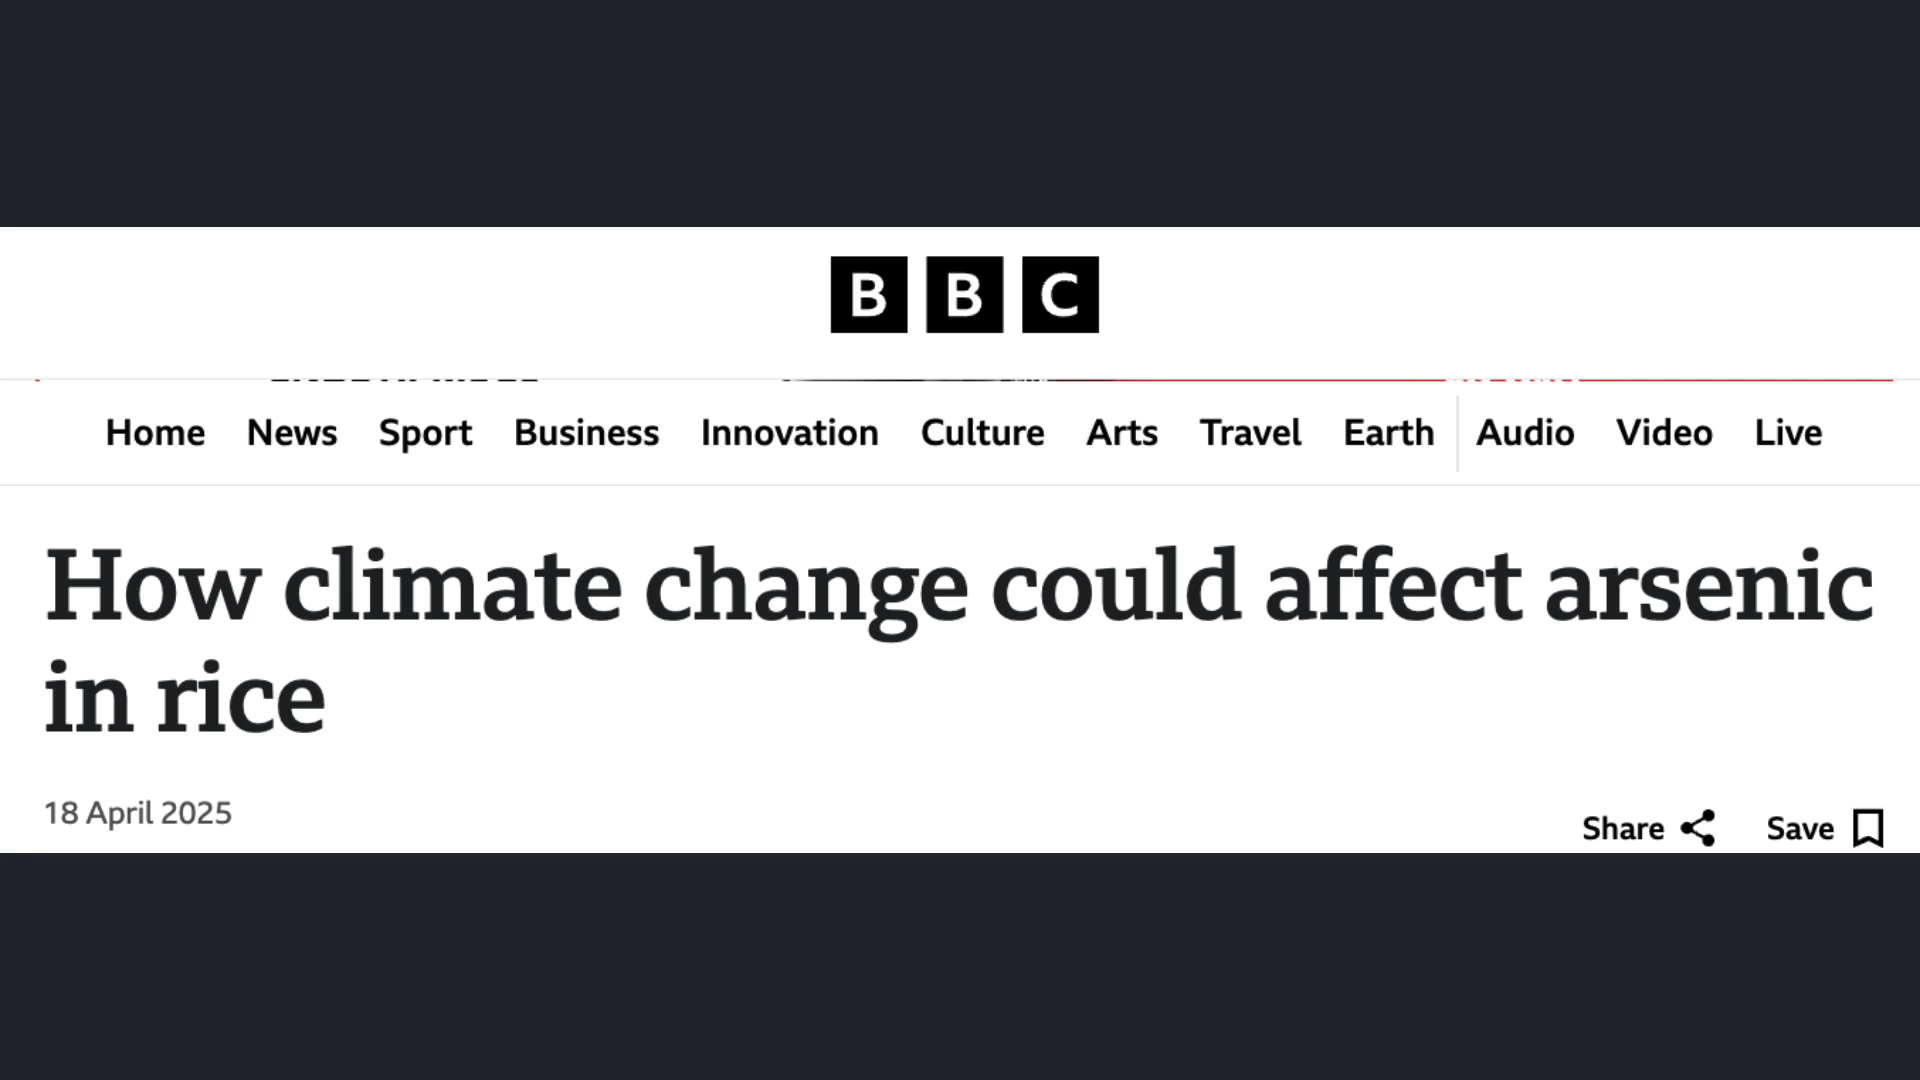 BBC
Home News Sport Business Innovation Culture Arts Travel Earth Audio Video Live
How climate change could affect arsenic
in rice
18 April 2025
Share Save